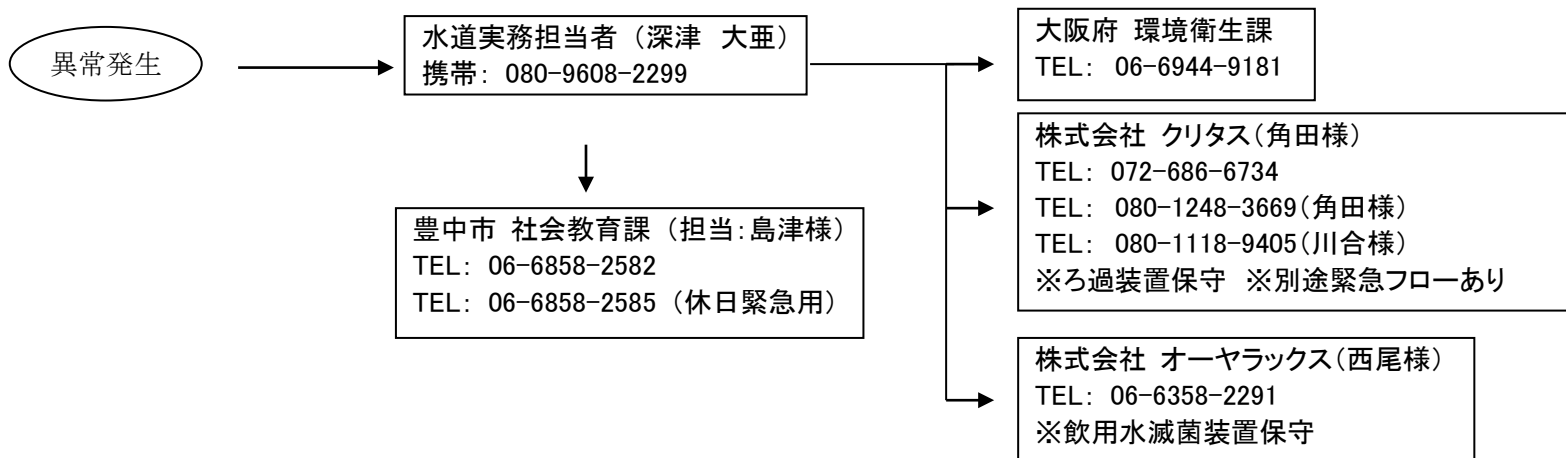 異常発生
水道実務担当者 (深津 大亜)
携帯: 080-9608-2299
豊中市 社会教育課 (担当:島津様)
TEL: 06-6858-2582
TEL: 06-6858-2585 (休日緊急用)
大阪府 環境衛生課
TEL: 06-6944-9181
株式会社 クリタス(角田様)
TEL: 072-686-6734
TEL: 080-1248-3669(角田様)
TEL: 080-1118-9405(川合様)
※ろ過装置保守 ※別途緊急フローあり
株式会社 オーヤラックス(西尾様)
TEL: 06-6358-2291
※飲用水滅菌装置保守